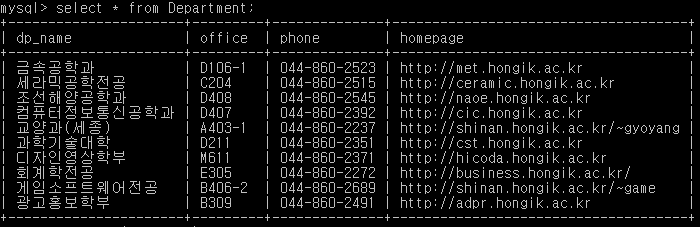 mysql> select * from Department;
+------------------+---------+--------------+---------------------------------+
| dp_name | office | phone | homepage |
+------------------+---------+--------------+---------------------------------+
| 금속공학과 | D106-1 | 044-860-2523 | http://met.hongik.ac.kr
| 세라믹공학전공 | C204 | 044-860-2515 | http://ceramic.hongik.ac.kr
| 조선해양공학과 | D408 | 044-860-2545 | http://naoe.hongik.ac.kr
| 컴퓨터정보통신공학과 | D407 | 044-860-2392 | http://cic.hongik.ac.kr
| 교양과(세종) | A403-1 | 044-860-2237 | http://shinan.hongik.ac.kr/~gyoyang
| 과학기술대학 | D211 | 044-860-2351 | http://cst.hongik.ac.kr
| 디자인영상학부 | M611 | 044-860-2371 | http://hicoda.hongik.ac.kr
| 회계학전공 | E305 | 044-860-2272 | http://business.hongik.ac.kr/
| 게임소프트웨어전공 | B406-2 | 044-860-2689 | http://shinan.hongik.ac.kr/~game
| 광고홍보학부 | B309 | 044-860-2491 | http://adpr.hongik.ac.kr
+------------------+---------+--------------+---------------------------------+